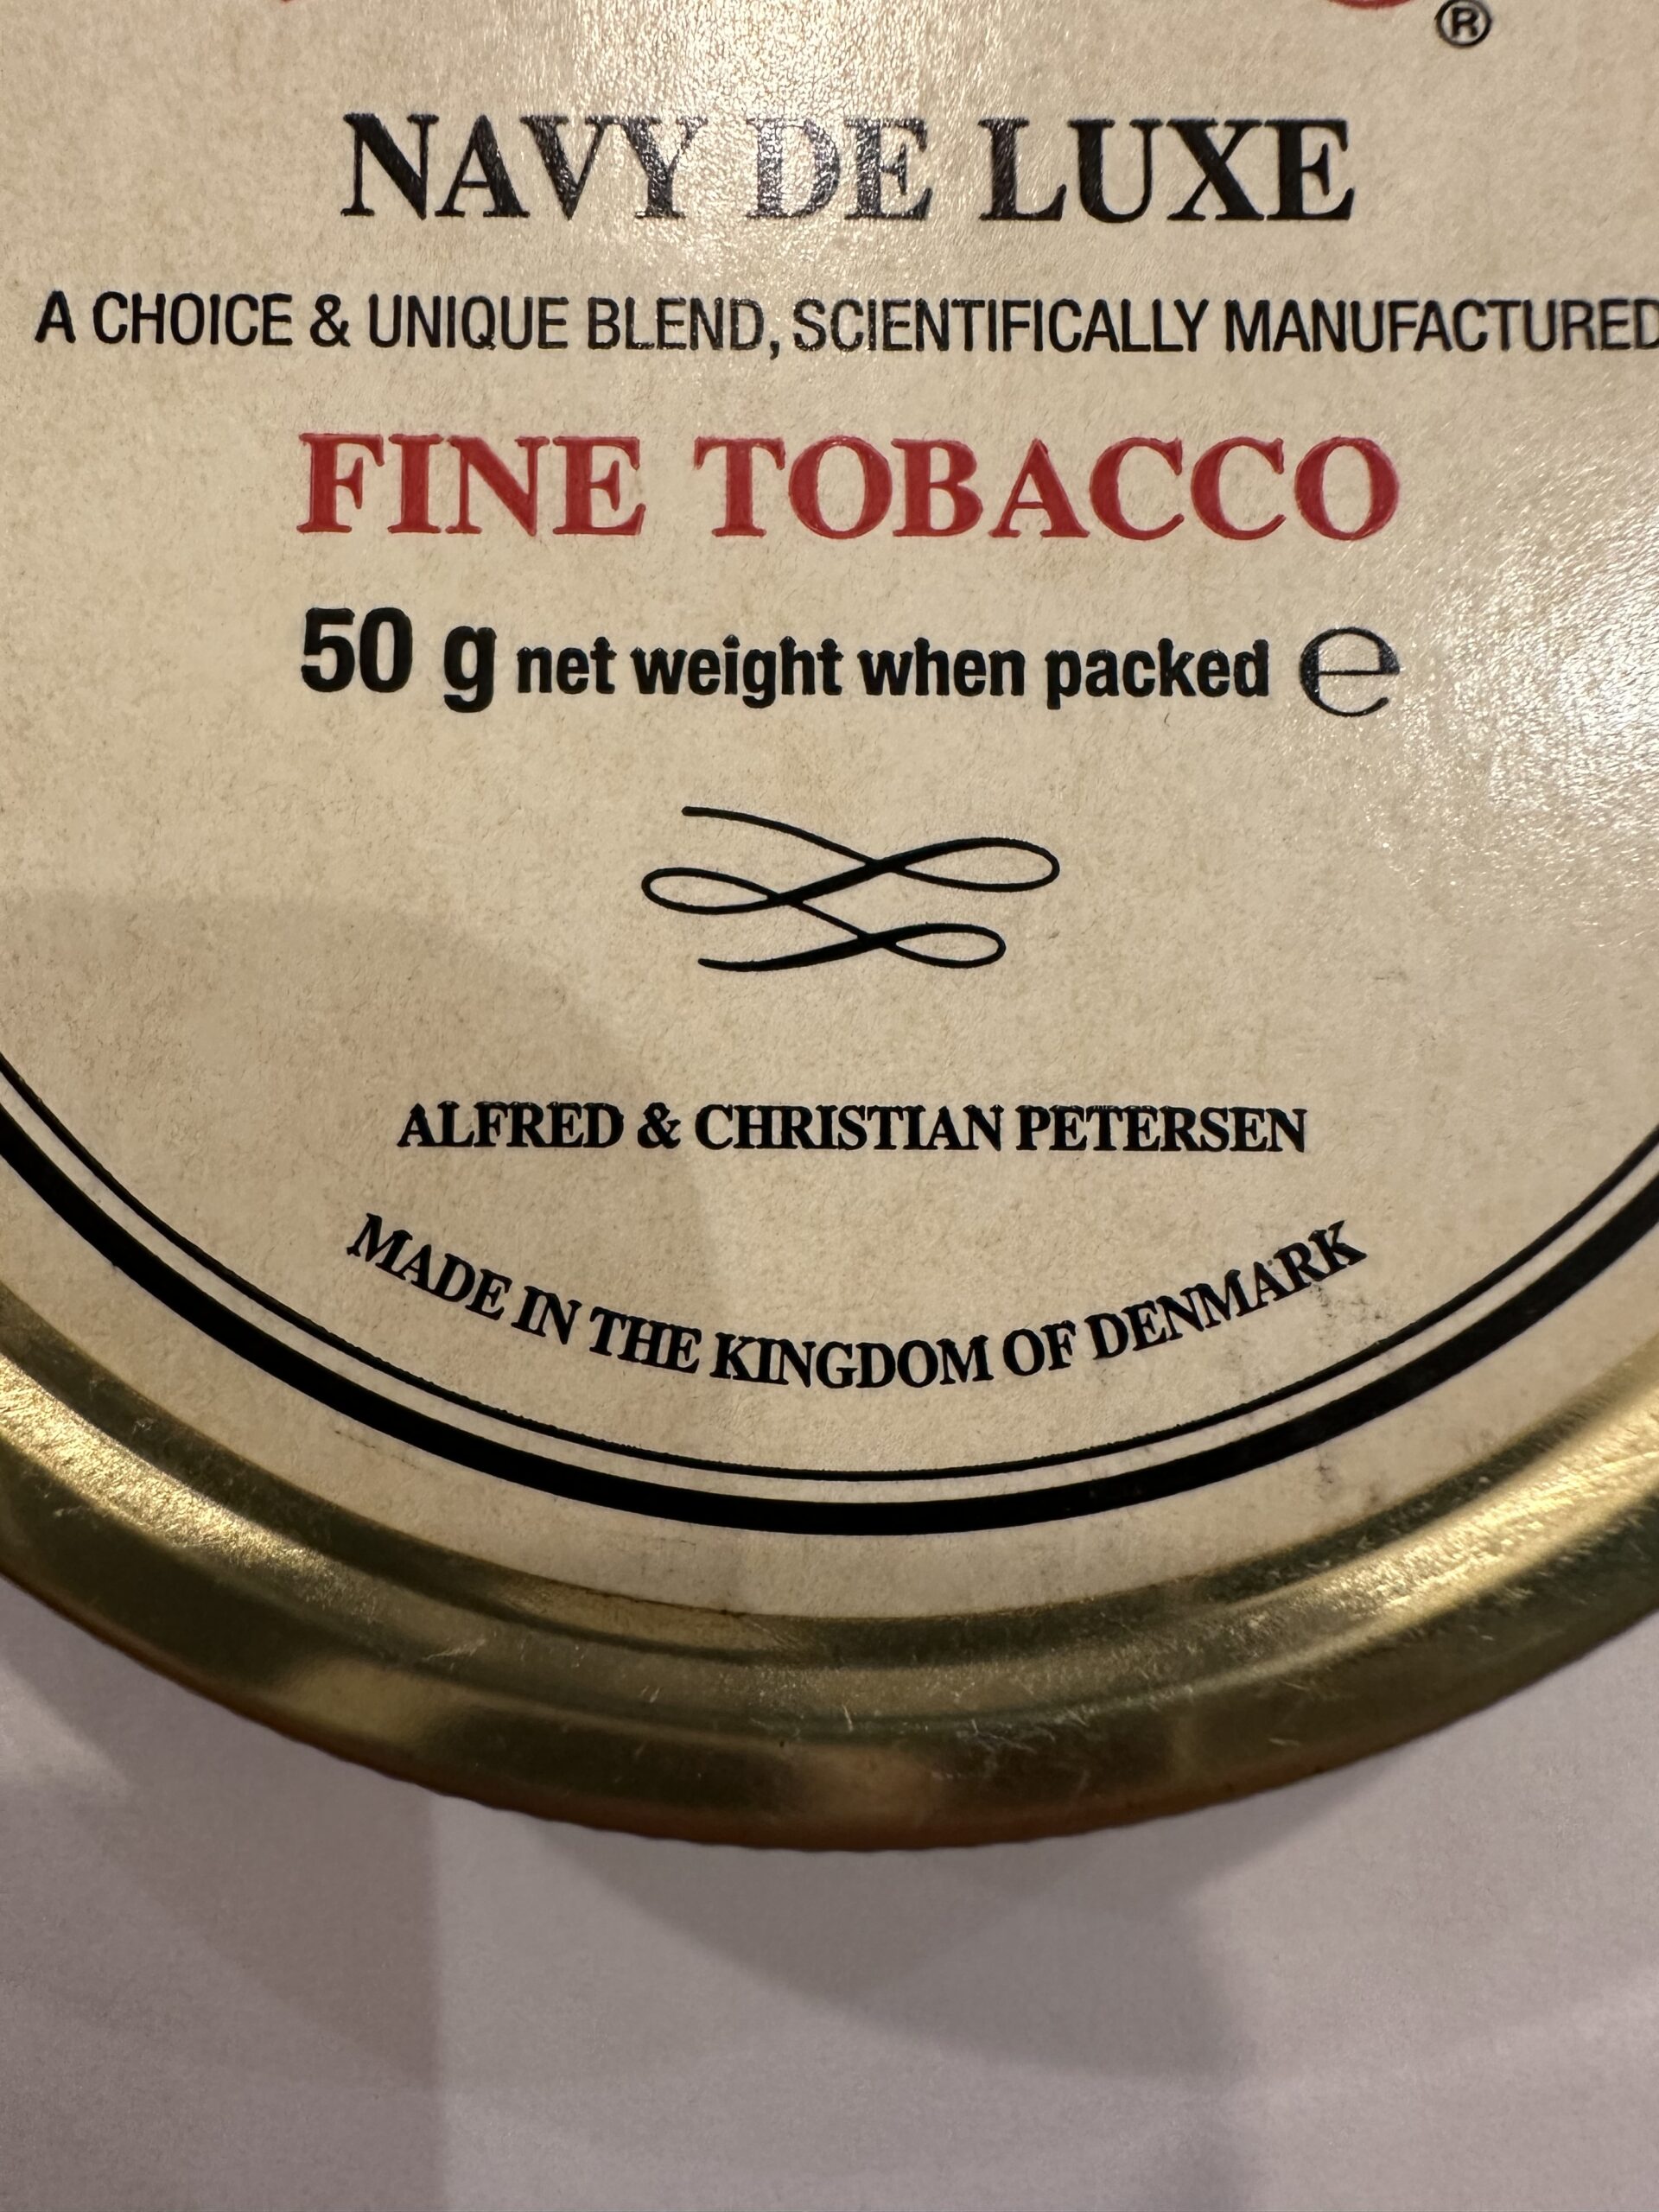 ®
NAVY DE LUXE
A CHOICE & UNIQUE BLEND, SCIENTIFICALLY MANUFACTURED
FINE TOBACCO
50 g net weight when packed ℮
ALFRED & CHRISTIAN PETERSEN
MADE IN THE KINGDOM OF DENMARK